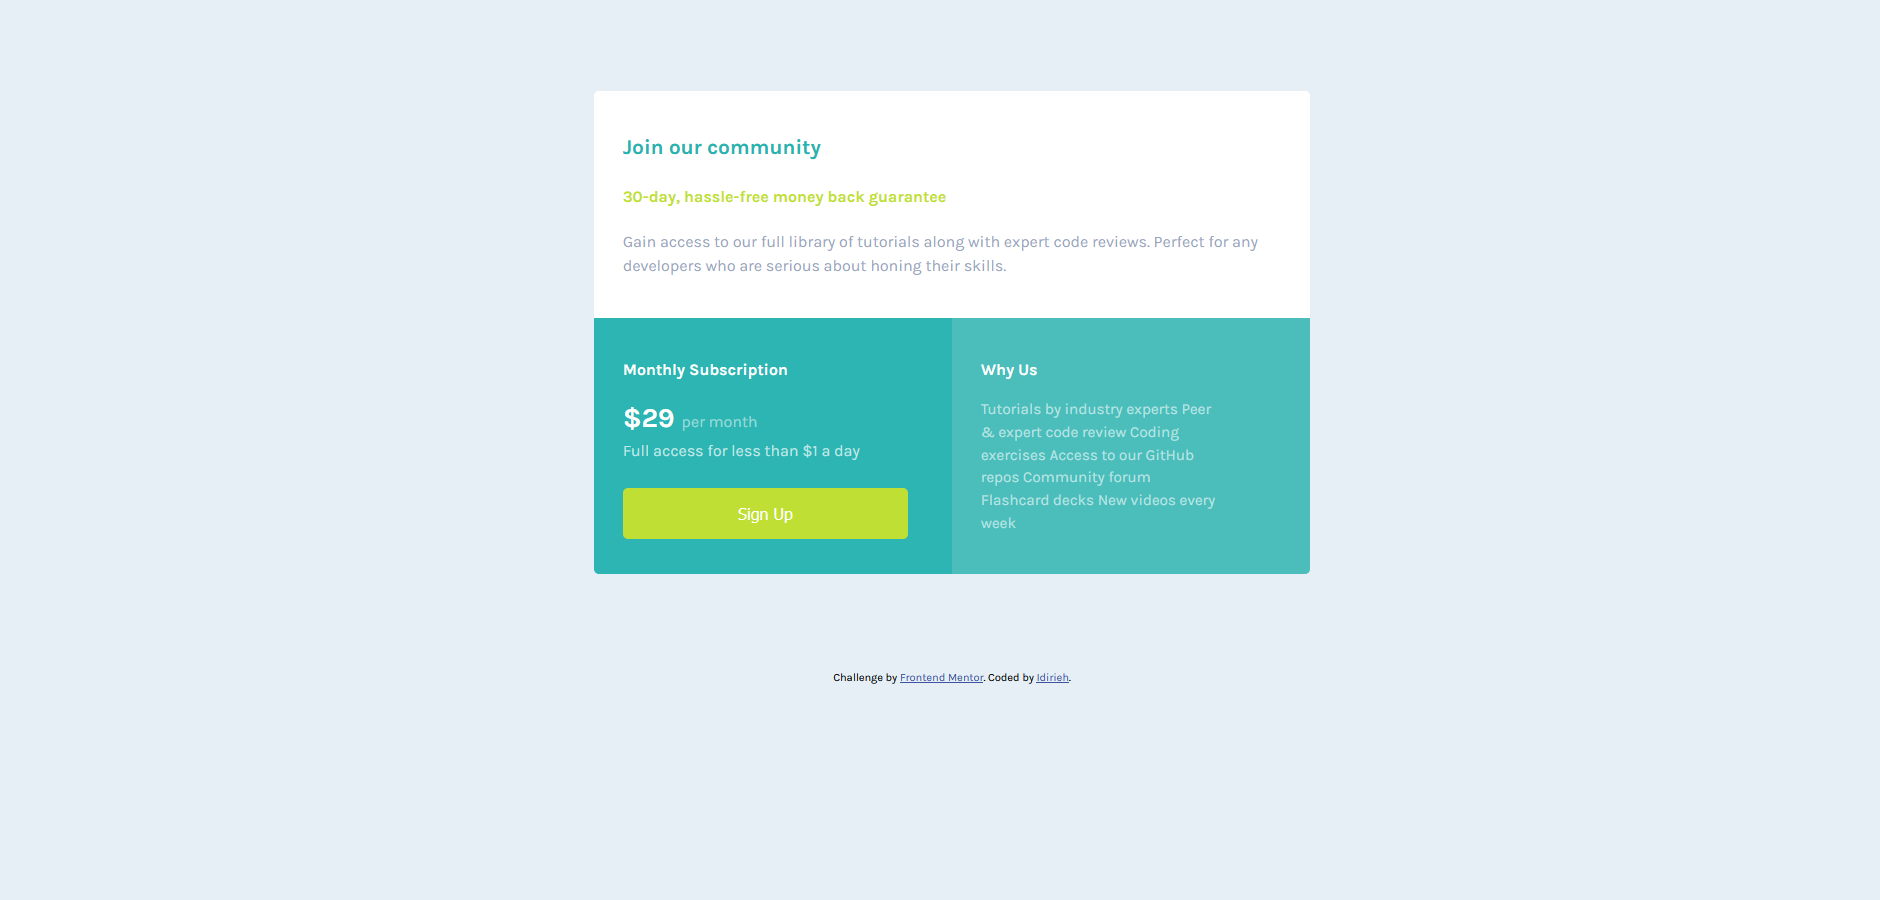 Join our community
30-day, hassle-free money back guarantee
Gain access to our full library of tutorials along with expert code reviews. Perfect for any
developers who are serious about honing their skills.
Monthly Subscription
$29 per month
Full access for less than $1 a day
Sign Up
Why Us
Tutorials by industry experts Peer
& expert code review Coding
exercises Access to our GitHub
repos Community forum
Flashcard decks New videos every
week
Challenge by Frontend Mentor. Coded by Idirieh.